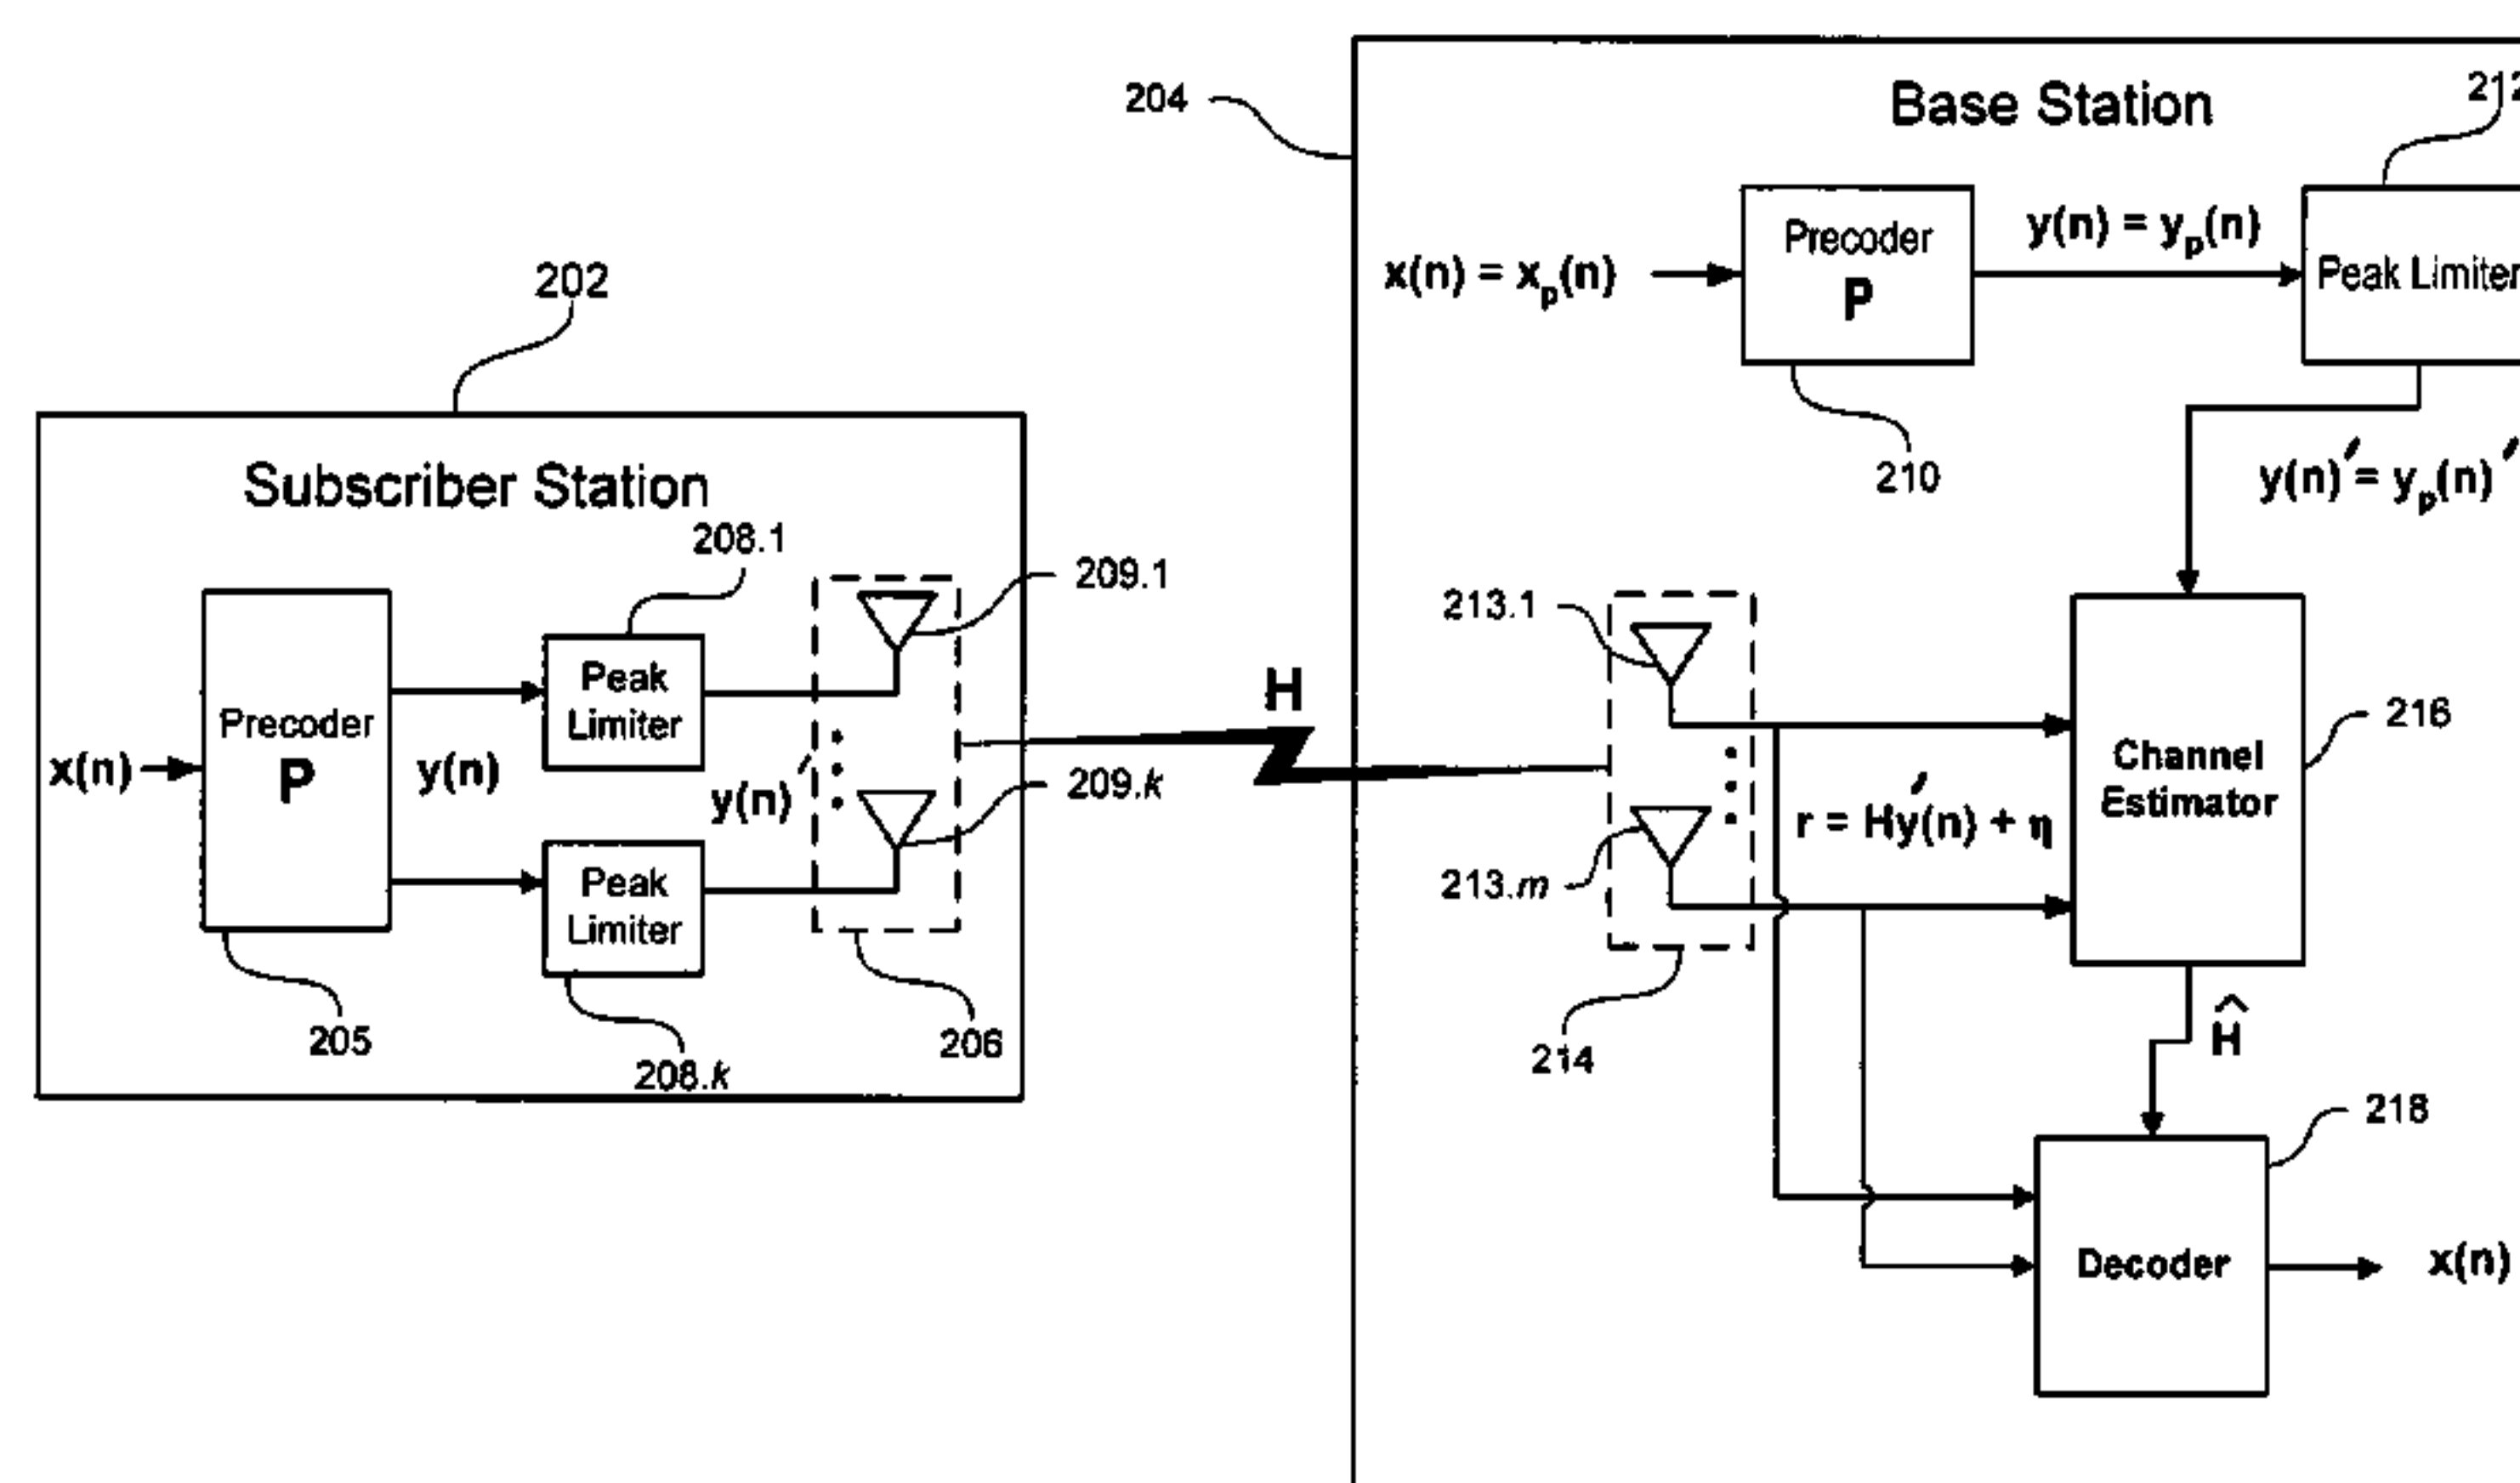 204
Base Station
212
Precoder
P
x(n) = xp(n)
y(n) = yp(n)
Peak Limiter
210
y(n)′ = yp(n)′
202
Subscriber Station
208.1
209.1
Peak
Limiter
Precoder
P
x(n)
y(n)
y(n)′
209.k
Peak
Limiter
205
208.k
206
H
213.1
213.m
r = Hy′(n) + η
Channel
Estimator
216
214
Ĥ
218
Decoder
x(n)